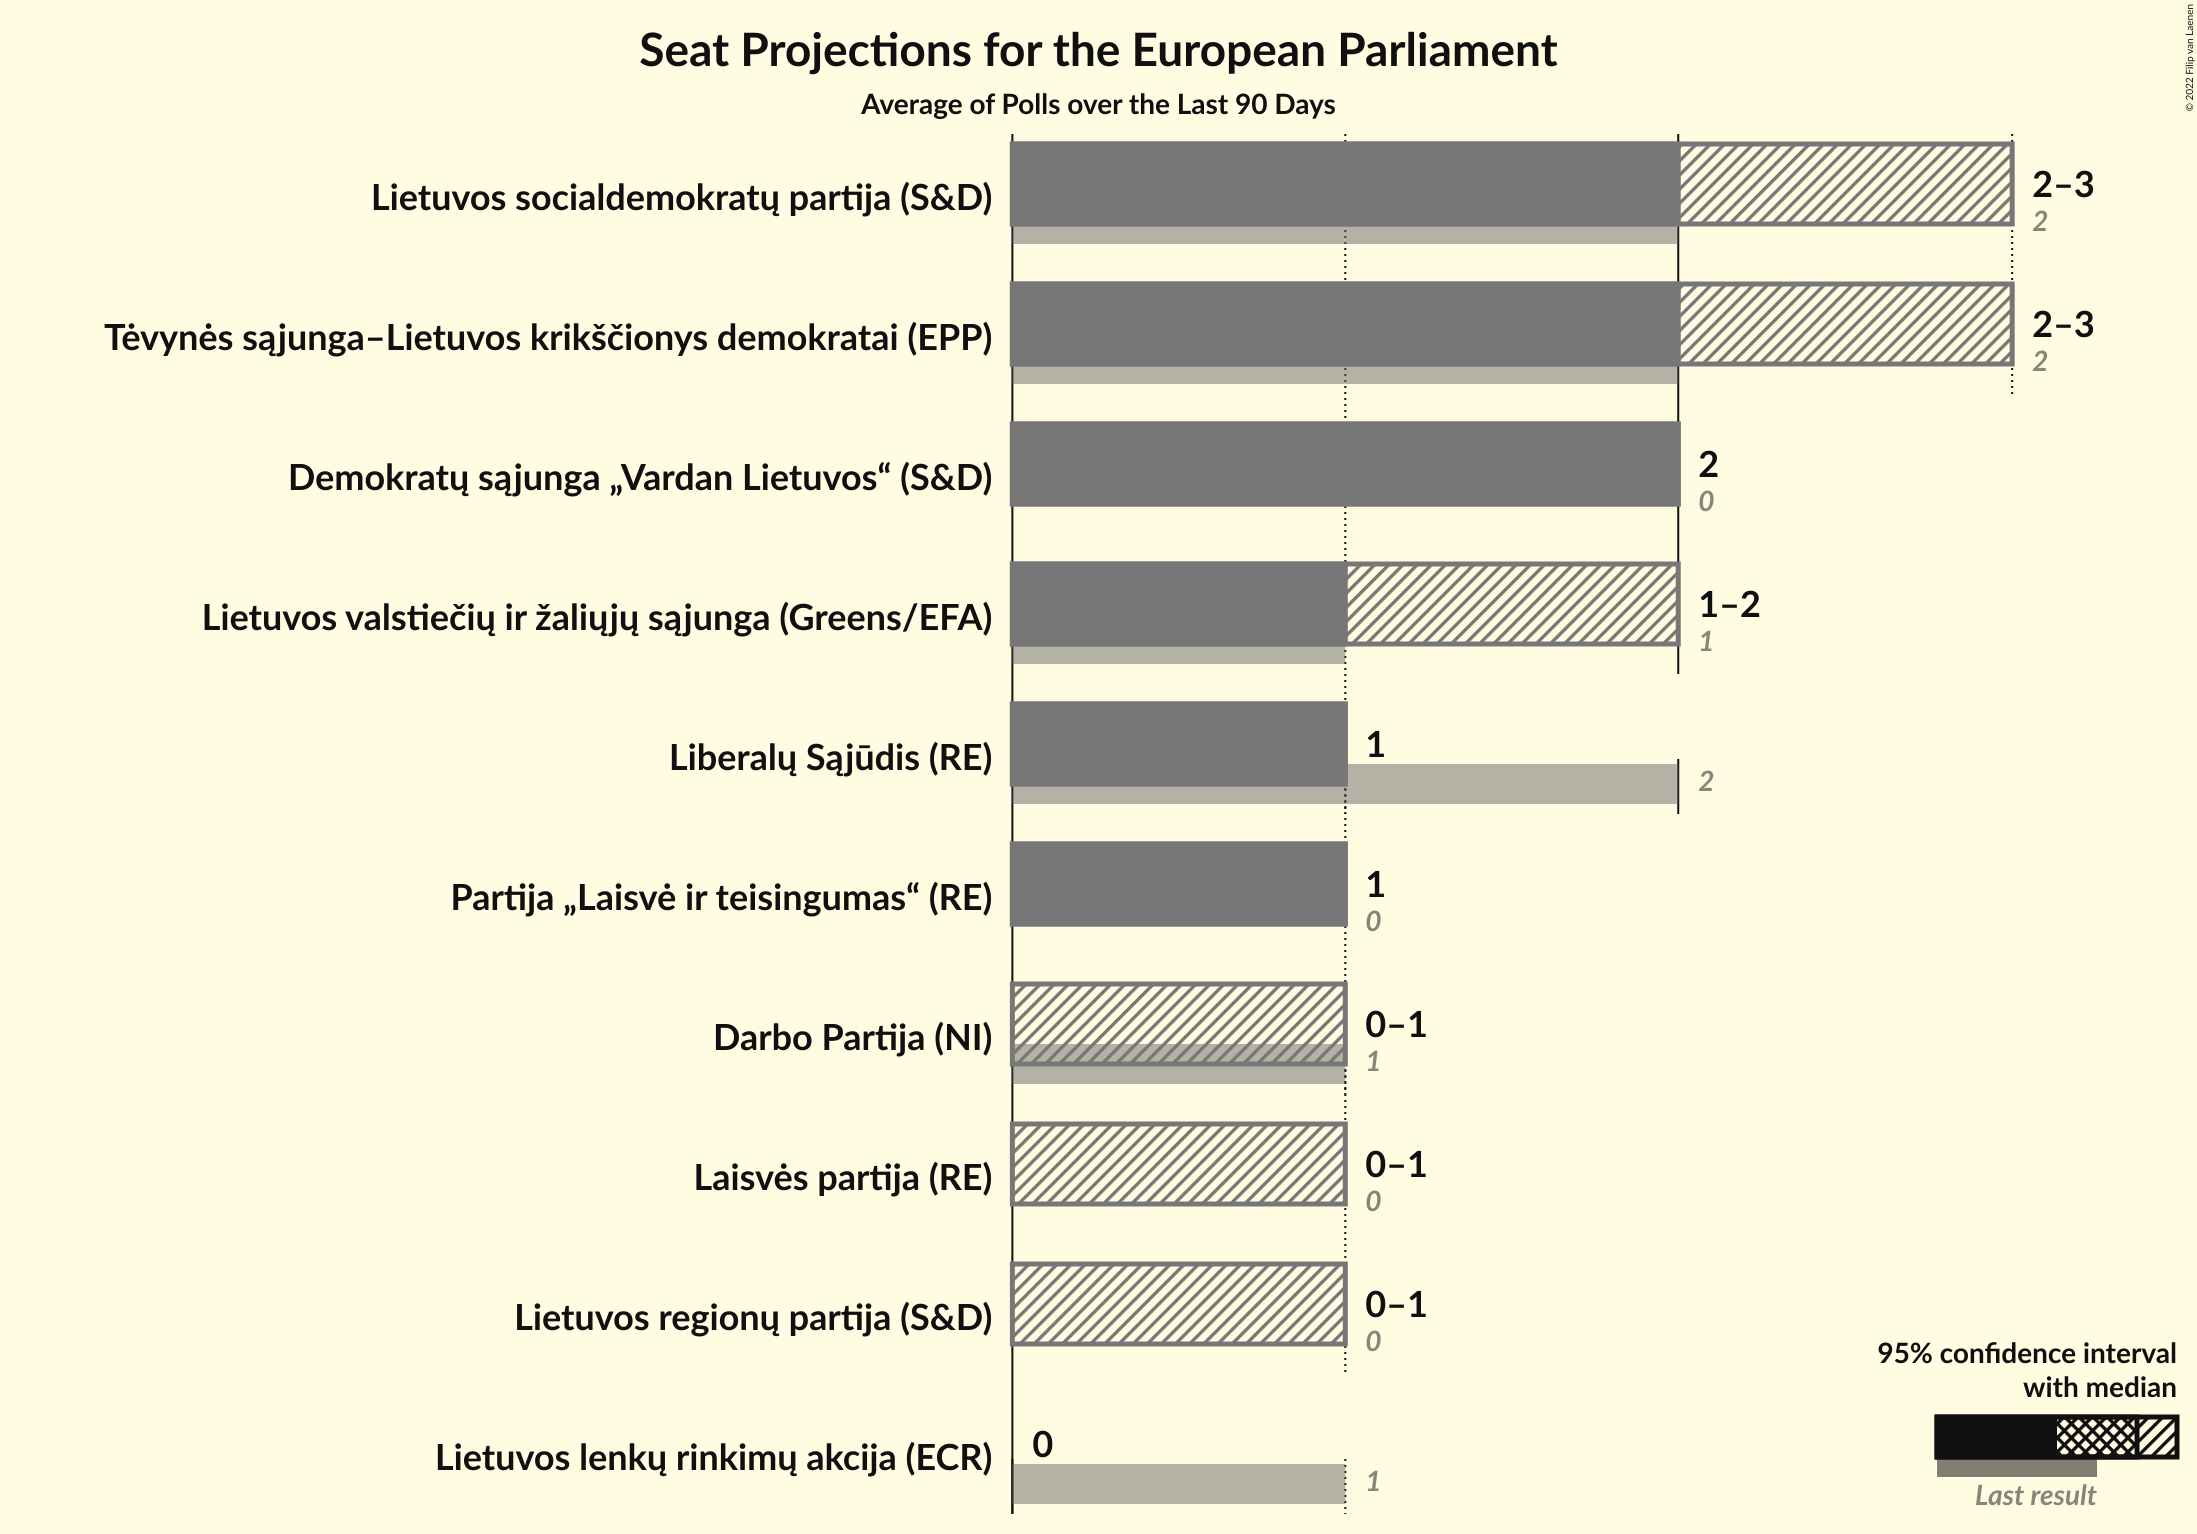 Seat Projections for the European Parliament
Average of Polls over the Last 90 Days
© 2022 Filip van Laenen
Lietuvos socialdemokratų partija (S&D)
2–3
2
Tėvynės sąjunga–Lietuvos krikščionys demokratai (EPP)
2–3
2
Demokratų sąjunga „Vardan Lietuvos“ (S&D)
2
0
Lietuvos valstiečių ir žaliųjų sąjunga (Greens/EFA)
1–2
1
Liberalų Sąjūdis (RE)
1
2
Partija „Laisvė ir teisingumas“ (RE)
1
0
Darbo Partija (NI)
0–1
1
Laisvės partija (RE)
0–1
0
Lietuvos regionų partija (S&D)
0–1
0
Lietuvos lenkų rinkimų akcija (ECR)
0
1
95% confidence interval
with median
Last result